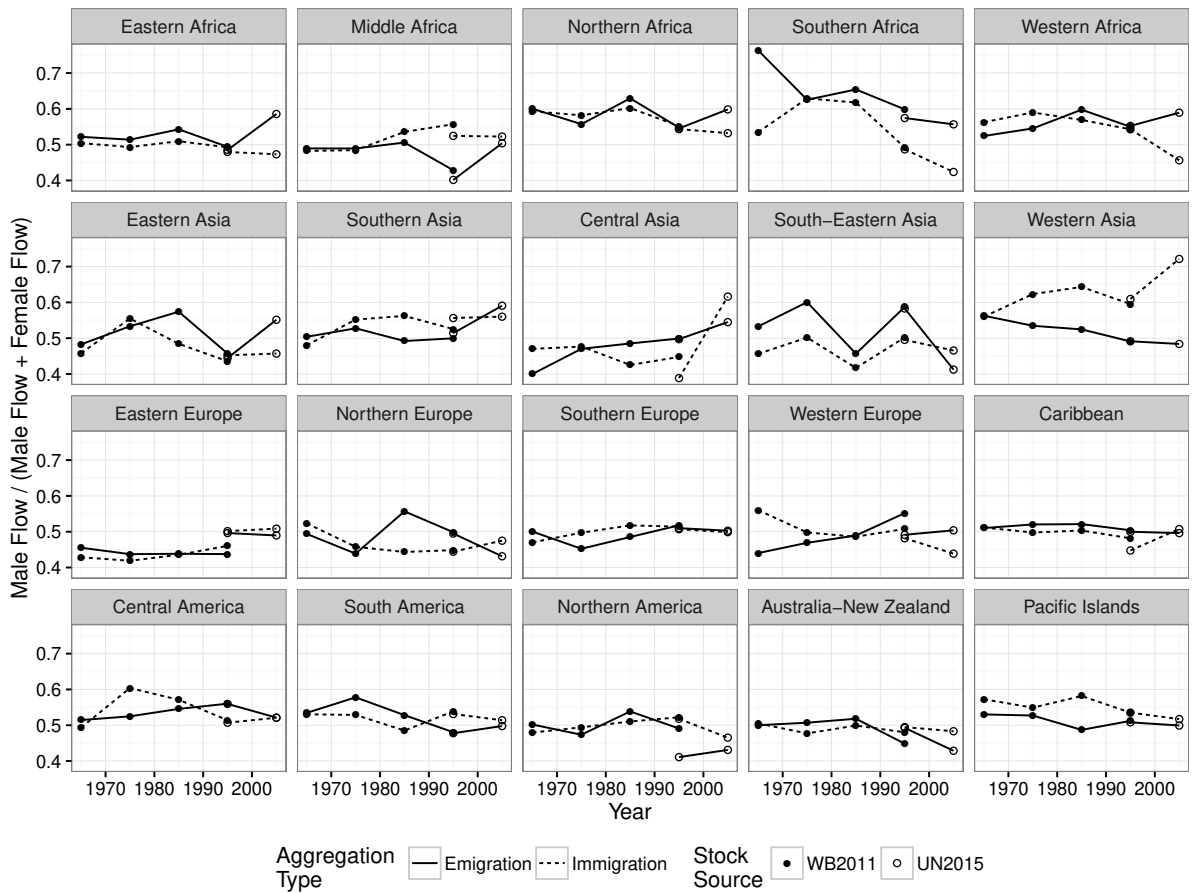 Eastern Africa Middle Africa Northern Africa Southern Africa Western Africa
0.7
0.6
0.5
0.4
Eastern Asia Southern Asia Central Asia South−Eastern Asia Western Asia
0.7
0.6
0.5
0.4
Eastern Europe Northern Europe Southern Europe Western Europe Caribbean
0.7
0.6
0.5
0.4
Central America South America Northern America Australia−New Zealand Pacific Islands
0.7
0.6
0.5
0.4
1970 1980 1990 2000 1970 1980 1990 2000 1970 1980 1990 2000 1970 1980 1990 2000 1970 1980 1990 2000
Year
Male Flow / (Male Flow + Female Flow)
Aggregation
Type
Emigration Immigration
Stock
Source
WB2011 UN2015